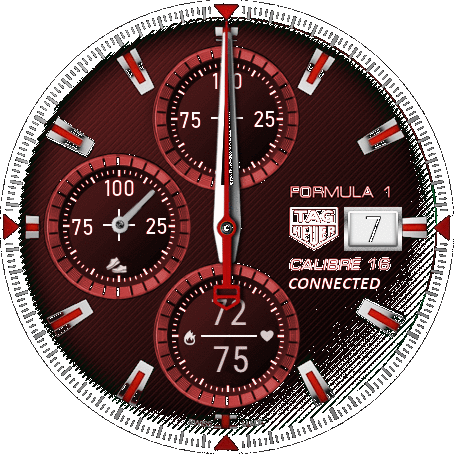 100
75 25
100
75 25
FORMULA 1
TAG
HEUER
7
CALIBRE 16
CONNECTED
72
75